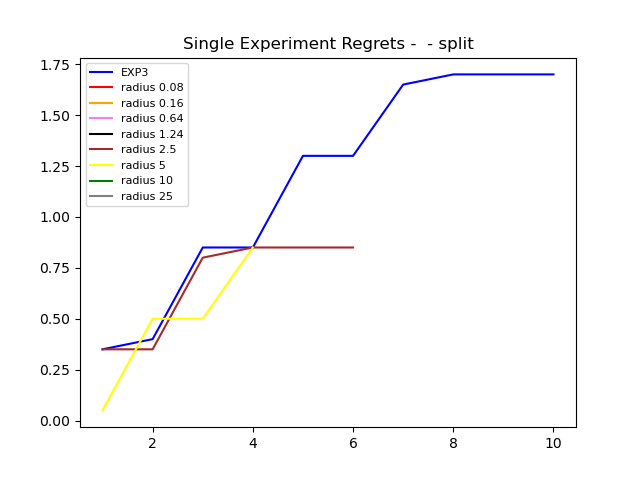 Single Experiment Regrets -  - split
1.75
1.50
1.25
1.00
0.75
0.50
0.25
0.00
EXP3
radius 0.08
radius 0.16
radius 0.64
radius 1.24
radius 2.5
radius 5
radius 10
radius 25
2 4 6 8 10